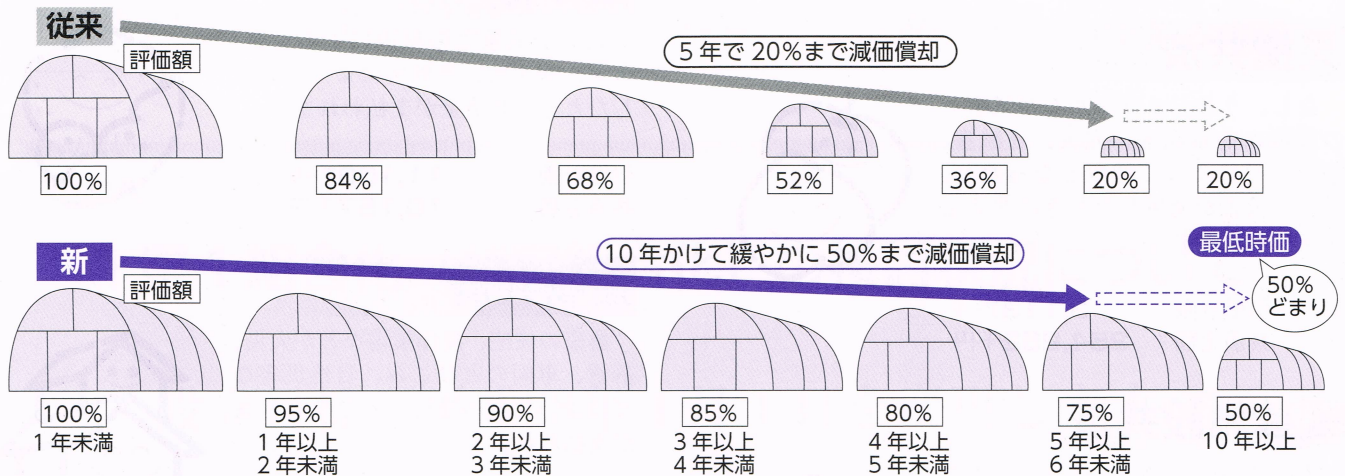 従来
評価額
5年で20%まで減価償却
100%
84%
68%
52%
36%
20%
20%
新
評価額
10年かけて緩やかに50%まで減価償却
最低時価
50%
どまり
100%
1年未満
95%
1年以上
2年未満
90%
2年以上
3年未満
85%
3年以上
4年未満
80%
4年以上
5年未満
75%
5年以上
6年未満
50%
10年以上